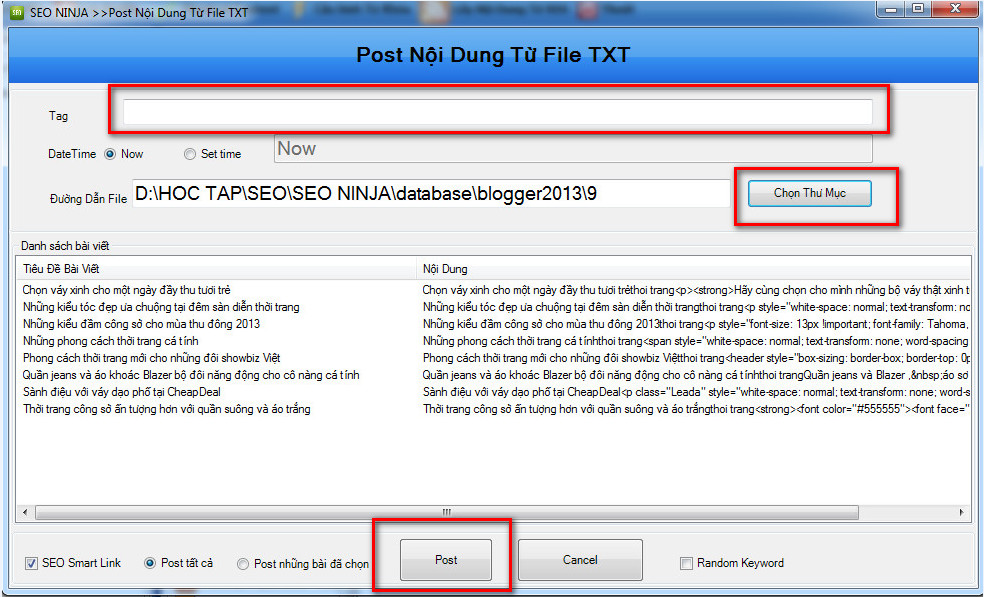 SEO NINJA >>Post Nội Dung Từ File TXT
Post Nội Dung Từ File TXT
Tag
DateTime Now Set time Now
Đường Dẫn File D:\HOC TAP\SEO\SEO NINJA\database\blogger2013\9 Chọn Thư Mục
Danh sách bài viết
Tiêu Đề Bài Viết Nội Dung
Chọn váy xinh cho một ngày đầy thu tươi trẻ Chọn váy xinh cho một ngày đầy thu tươi trẻthoi trang<p><strong>Hãy cùng chọn cho mình những bộ váy thật xinh t
Những kiểu tóc đẹp ưa chuộng tại đêm sàn diễn thời trang Những kiểu tóc đẹp ưa chuộng tại đêm sàn diễn thời trangthoi trang<p style="white-space: normal; text-transform: no
Những kiểu đầm công sở cho mùa thu đông 2013 Những kiểu đầm công sở cho mùa thu đông 2013thoi trang<p style="font-size: 13px !important; font-family: Tahoma,
Những phong cách thời trang cá tính Những phong cách thời trang cá tínhthoi trang<span style="white-space: normal; text-transform: none; word-spacing
Phong cách thời trang mới cho những đôi showbiz Việt Phong cách thời trang mới cho những đôi showbiz Việtthoi trang<header style="box-sizing: border-box; border-top: 0p
Quần jeans và áo khoác Blazer bộ đôi năng động cho cô nàng cá tính Quần jeans và áo khoác Blazer bộ đôi năng động cho cô nàng cá tínhthoi trangQuần jeans và Blazer ,&nbsp;áo sơ
Sành điệu với váy dạo phố tại CheapDeal Sành điệu với váy dạo phố tại CheapDeal<p class="Leada" style="white-space: normal; text-transform: none; word-s
Thời trang công sở ấn tượng hơn với quần suông và áo trắng Thời trang công sở ấn tượng hơn với quần suông và áo trắngthoi trang<strong><font color="#555555"><font face="
SEO Smart Link Post tất cả Post những bài đã chọn Post Cancel Random Keyword